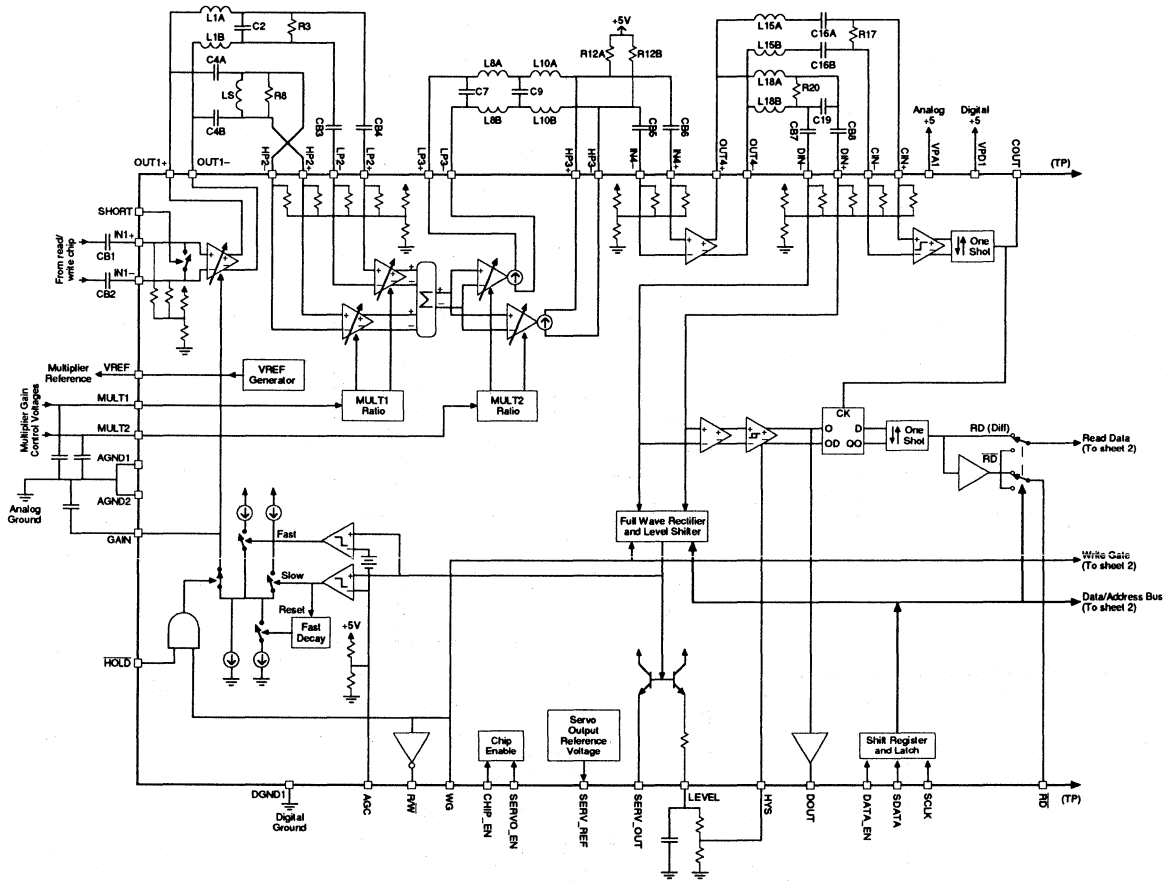 L1A
C2
R3
L1B
C4A
LS
R8
C4B
CB3
CB4
L8A
L10A
C7
C9
L8B
L10B
+5V
R12A
R12B
CB5
CB6
L15A
C16A
R17
L15B
C16B
L18A
R20
L18B
C19
CB7
CB8
Analog
+5
Digital
+5
OUT1+
OUT1–
HP2–
HP2+
LP2–
LP2+
LP3+
LP3–
HP3+
HP3–
IN4–
IN4+
OUT4–
OUT4+
DIN–
DIN+
CIN–
CIN+
VPA1
VPD1
COUT
(TP)
SHORT
From read/
write chip
IN1+
CB1
IN1–
CB2
+
–
Σ
One
Shot
Multiplier
Reference
VREF
VREF
Generator
Multiplier Gain
Control Voltages
MULT1
MULT2
MULT1
Ratio
MULT2
Ratio
AGND1
AGND2
Analog
Ground
GAIN
CK
O
D
OD
QO
One
Shot
RD (Diff)
R̅D̅
Read Data
(To sheet 2)
Full Wave Rectifier
and Level Shifter
Write Gate
(To sheet 2)
Data/Address Bus
(To sheet 2)
Fast
Slow
Reset
Fast
Decay
+5V
H̅O̅L̅D̅
Chip
Enable
Servo
Output
Reference
Voltage
Shift Register
and Latch
DGND1
Digital
Ground
AGC
R/W̅
WG
CHIP_EN
SERVO_EN
SERV_REF
SERV_OUT
LEVEL
HYS
DOUT
DATA_EN
SDATA
SCLK
R̅D̅
(TP)